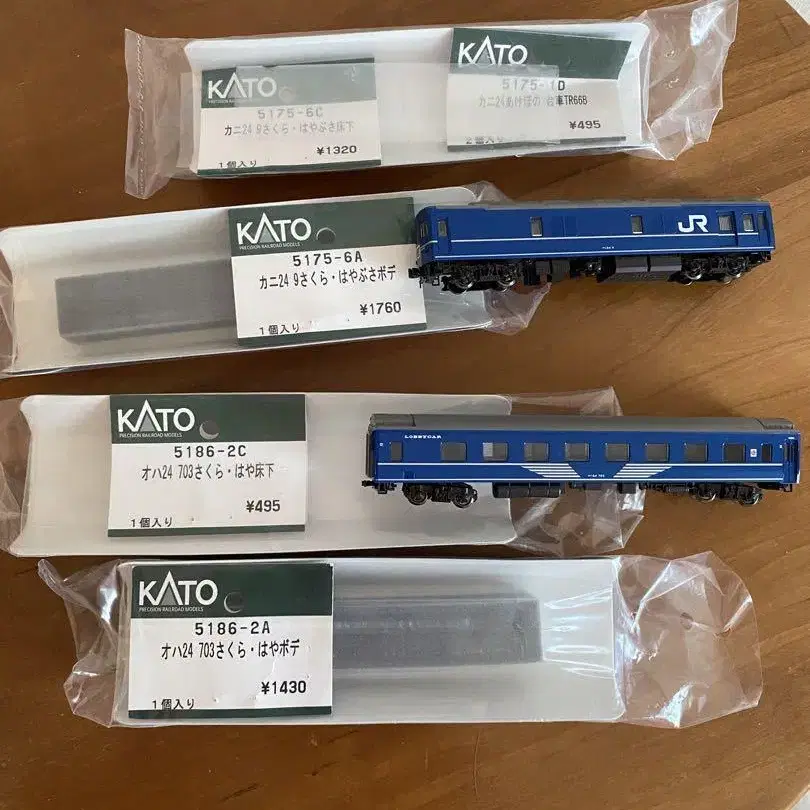 KATO
5175-6C
カニ24 9さくら・はやぶさ床下
¥1320
1個入り
KATO
5175-1D
カニ24あけぼの 台車TR66B
¥495
2個入り
KATO
PRECISION RAILROAD MODELS
5175-6A
カニ24 9さくら・はやぶさボデ
¥1760
1個入り
JR
KATO
PRECISION RAILROAD MODELS
5186-2C
オハ24 703さくら・はや床下
¥495
1個入り
LOBBYCAR
KATO
PRECISION RAILROAD MODELS
5186-2A
オハ24 703さくら・はやボデ
¥1430
1個入り